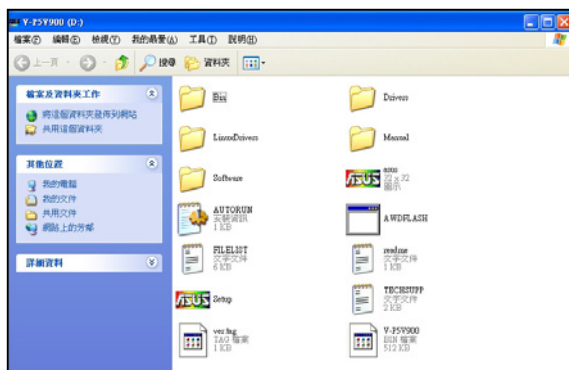 V-P5V900 (D:)
檔案(F) 編輯(E) 檢視(V) 我的最愛(A) 工具(T) 說明(H)
上一頁 搜尋 資料夾
檔案及資料夾工作
將這個資料夾發佈到網站
共用這個資料夾
其他位置
我的電腦
我的文件
共用文件
網路上的芳鄰
詳細資料
Bin
Drivers
LinuxDrivers
Manual
Software
asus
32 x 32
圖示
AUTORUN
安裝資訊
1 KB
AWDFLASH
FILELIST
文字文件
6 KB
readme
文字文件
1 KB
ASUS Setup
TECHSUPP
文字文件
2 KB
ver.tag
TAG 檔案
1 KB
V-P5V900
BIN 檔案
512 KB